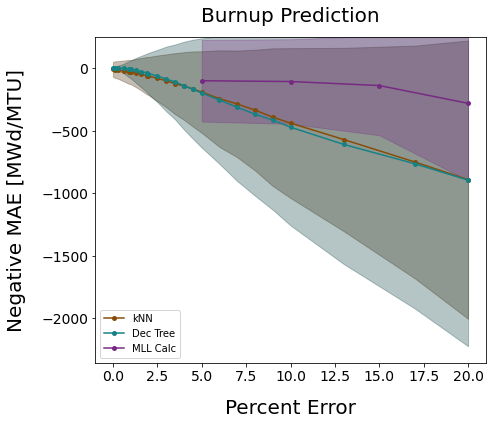 Burnup Prediction
Negative MAE [MWd/MTU]
0
−500
−1000
−1500
−2000
kNN
Dec Tree
MLL Calc
0.0 2.5 5.0 7.5 10.0 12.5 15.0 17.5 20.0
Percent Error